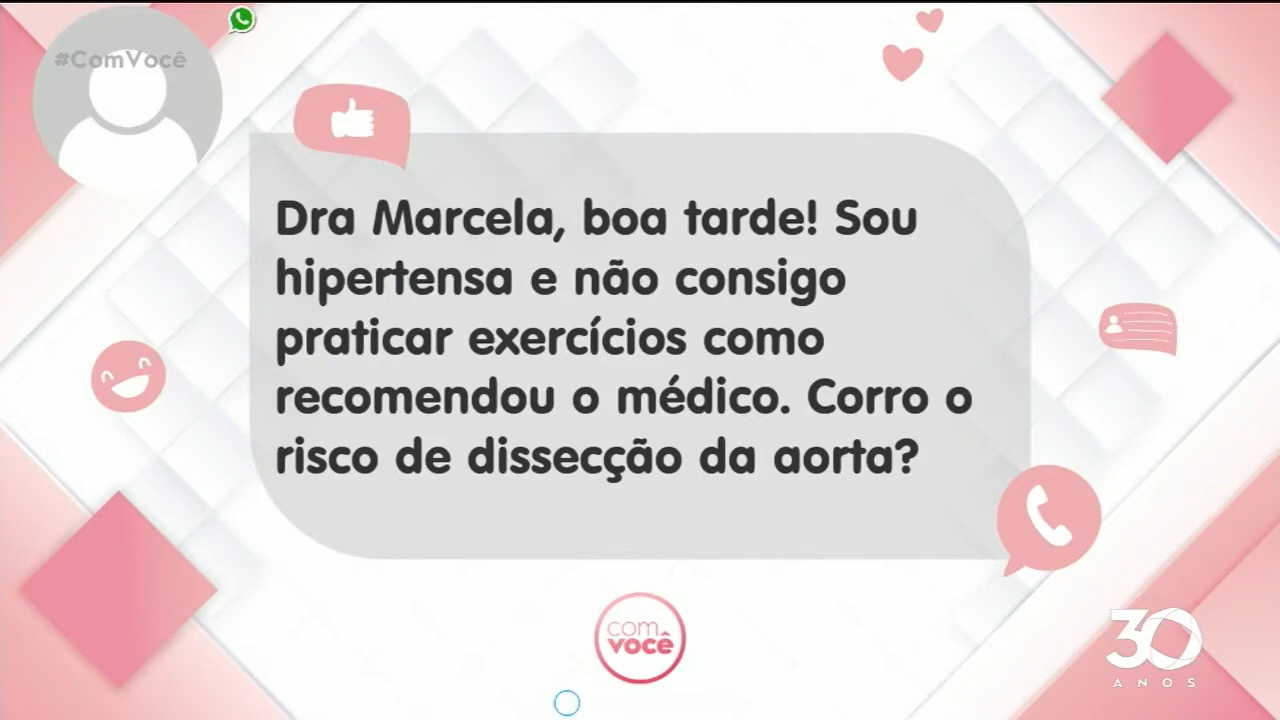 #ComVocê
Dra Marcela, boa tarde! Sou
hipertensa e não consigo
praticar exercícios como
recomendou o médico. Corro o
risco de dissecção da aorta?
com
você
30
ANOS